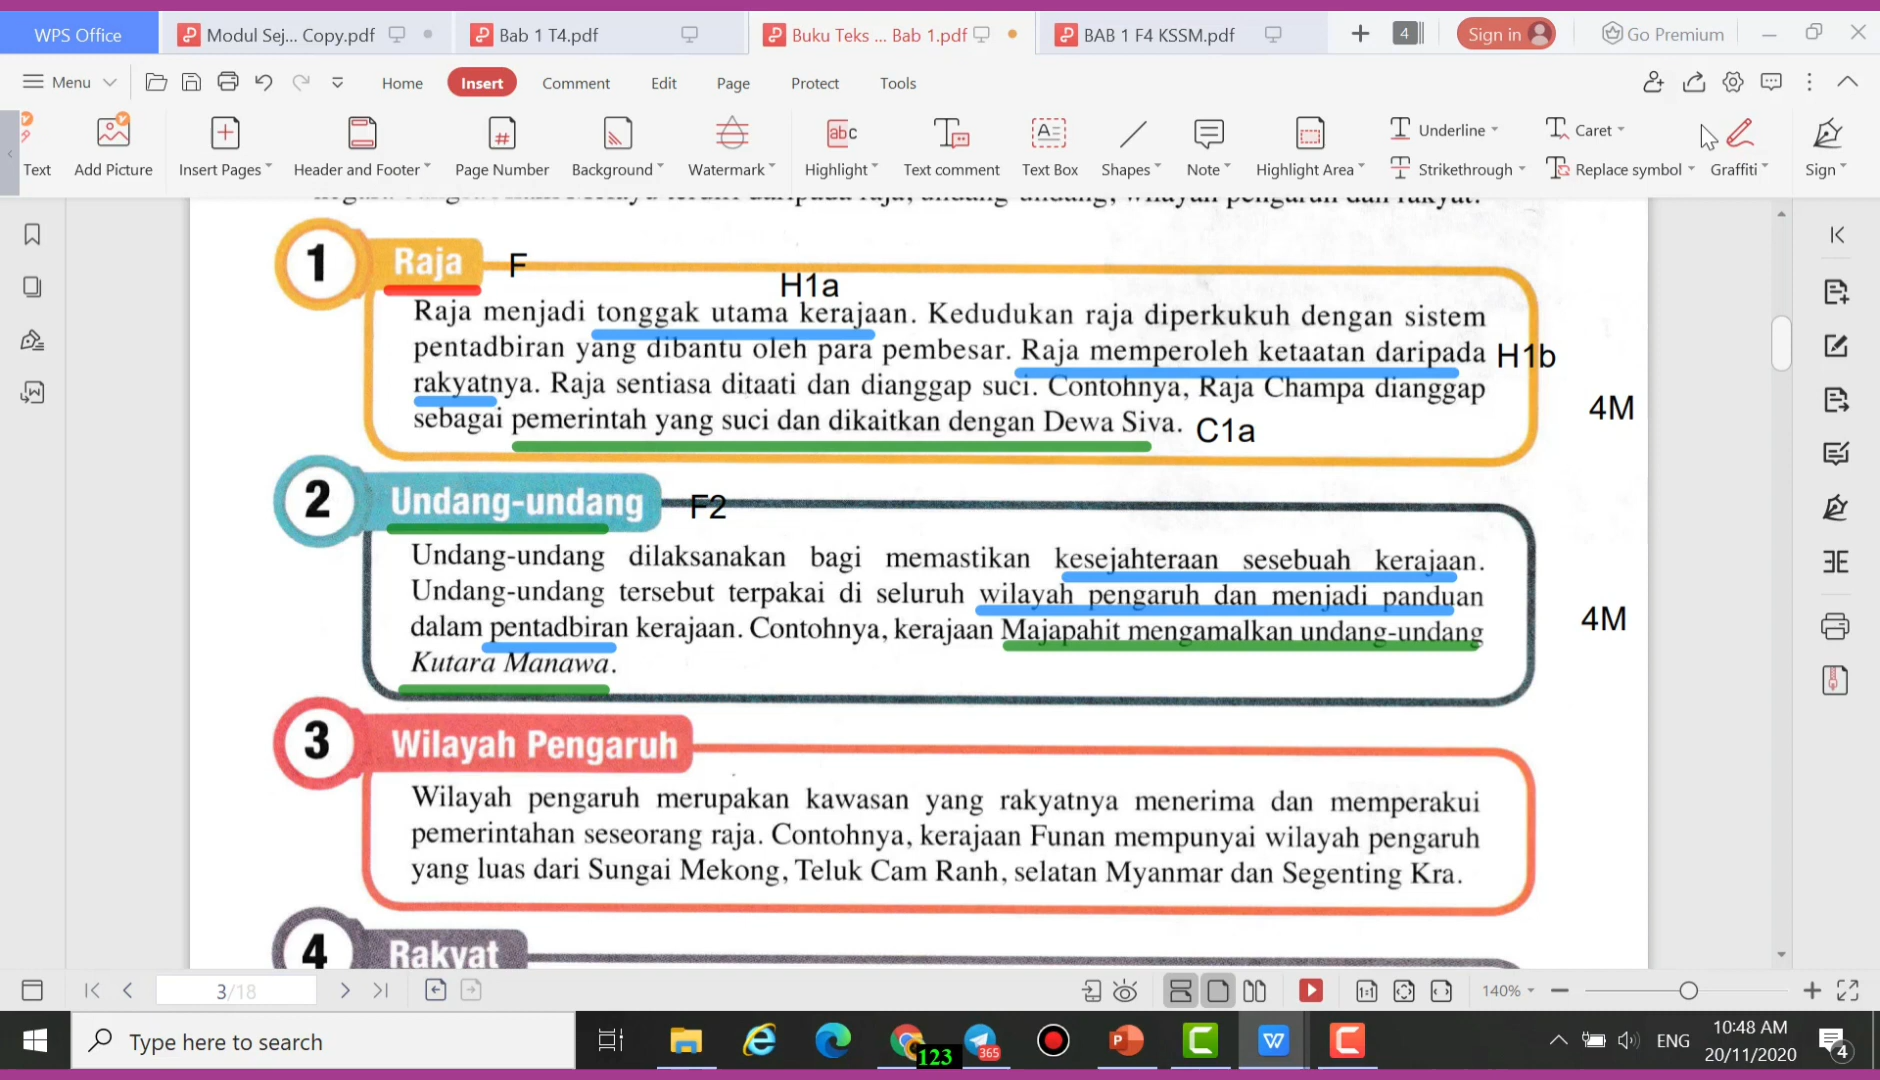 WPS Office
Modul Sej... Copy.pdf
Bab 1 T4.pdf
Buku Teks ... Bab 1.pdf
BAB 1 F4 KSSM.pdf
4
Sign in
Go Premium
Menu
Home
Insert
Comment
Edit
Page
Protect
Tools
Text
Add Picture
Insert Pages
Header and Footer
Page Number
Background
Watermark
Highlight
Text comment
Text Box
Shapes
Note
Highlight Area
Underline
Strikethrough
Caret
Replace symbol
Graffiti
Sign
1 Raja F
H1a
Raja menjadi tonggak utama kerajaan. Kedudukan raja diperkukuh dengan sistem
pentadbiran yang dibantu oleh para pembesar. Raja memperoleh ketaatan daripada H1b
rakyatnya. Raja sentiasa ditaati dan dianggap suci. Contohnya, Raja Champa dianggap
4M
sebagai pemerintah yang suci dan dikaitkan dengan Dewa Siva. C1a
2 Undang-undang F2
Undang-undang dilaksanakan bagi memastikan kesejahteraan sesebuah kerajaan.
Undang-undang tersebut terpakai di seluruh wilayah pengaruh dan menjadi panduan
4M
dalam pentadbiran kerajaan. Contohnya, kerajaan Majapahit mengamalkan undang-undang
Kutara Manawa.
3 Wilayah Pengaruh
Wilayah pengaruh merupakan kawasan yang rakyatnya menerima dan memperakui
pemerintahan seseorang raja. Contohnya, kerajaan Funan mempunyai wilayah pengaruh
yang luas dari Sungai Mekong, Teluk Cam Ranh, selatan Myanmar dan Segenting Kra.
4 Rakyat
3/18
140%
Type here to search
123
365
ENG
10:48 AM
20/11/2020
4